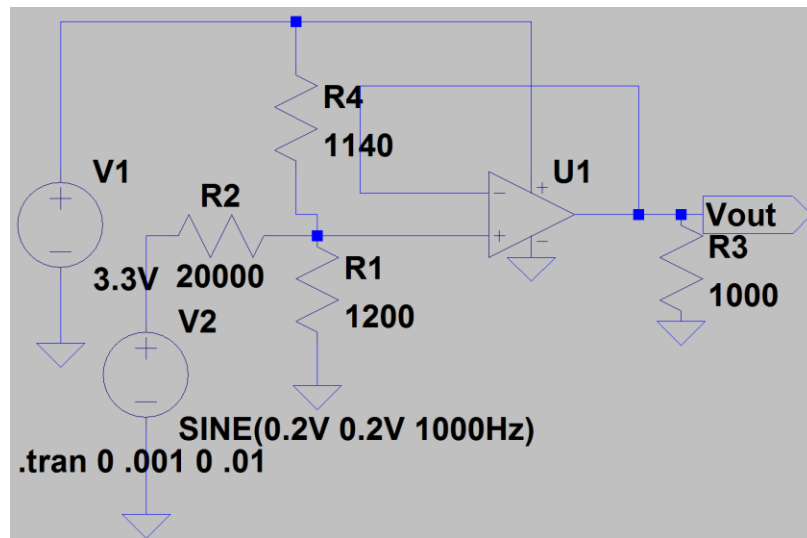 R4
1140
V1
U1
R2
Vout
3.3V
20000
R1
1200
R3
1000
V2
SINE(0.2V 0.2V 1000Hz)
.tran 0 .001 0 .01